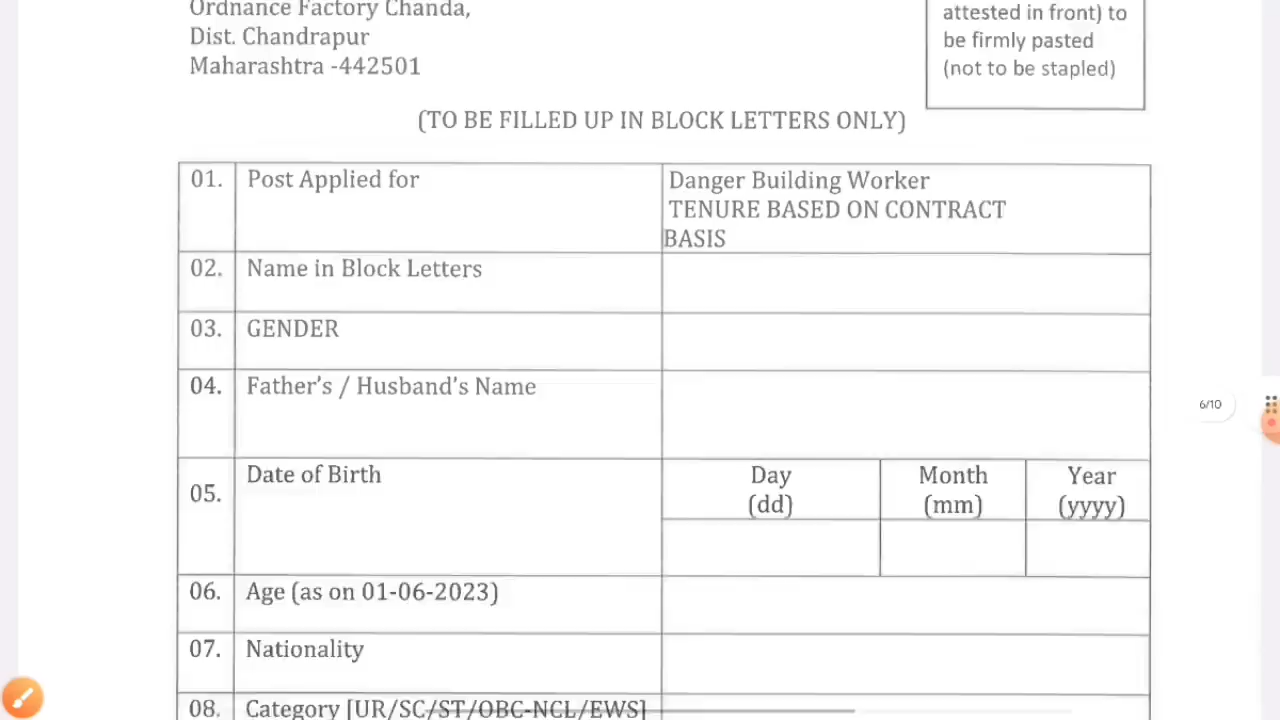 Ordnance Factory Chanda,
Dist. Chandrapur
Maharashtra -442501
attested in front) to
be firmly pasted
(not to be stapled)
(TO BE FILLED UP IN BLOCK LETTERS ONLY)
01. Post Applied for Danger Building Worker
TENURE BASED ON CONTRACT
BASIS
02. Name in Block Letters
03. GENDER
04. Father's / Husband's Name
05. Date of Birth Day Month Year
(dd) (mm) (yyyy)
06. Age (as on 01-06-2023)
07. Nationality
08. Category [UR/SC/ST/OBC-NCL/EWS]
6/10